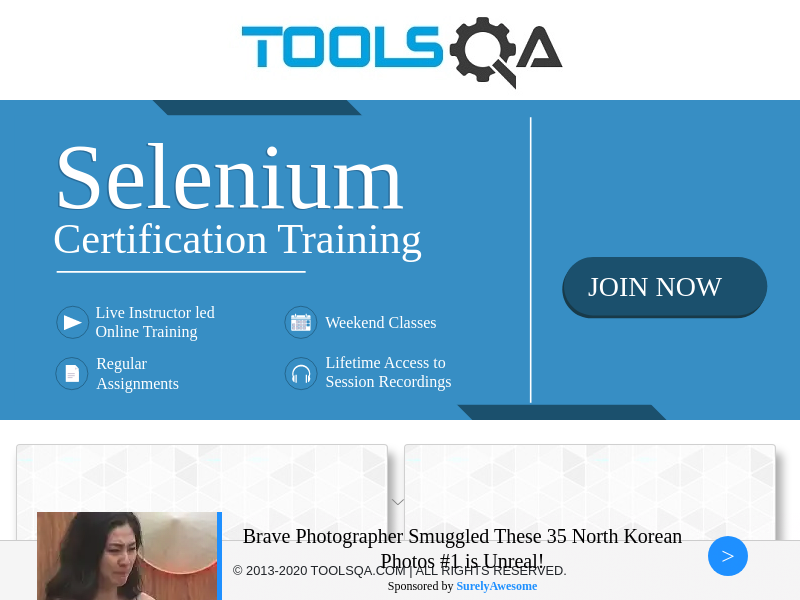 TOOLSQA
Selenium
Certification Training
Live Instructor led
Online Training
Weekend Classes
Regular
Assignments
Lifetime Access to
Session Recordings
JOIN NOW
Brave Photographer Smuggled These 35 North Korean
Photos #1 is Unreal!
© 2013-2020 TOOLSQA.COM | ALL RIGHTS RESERVED.
Sponsored by SurelyAwesome
>